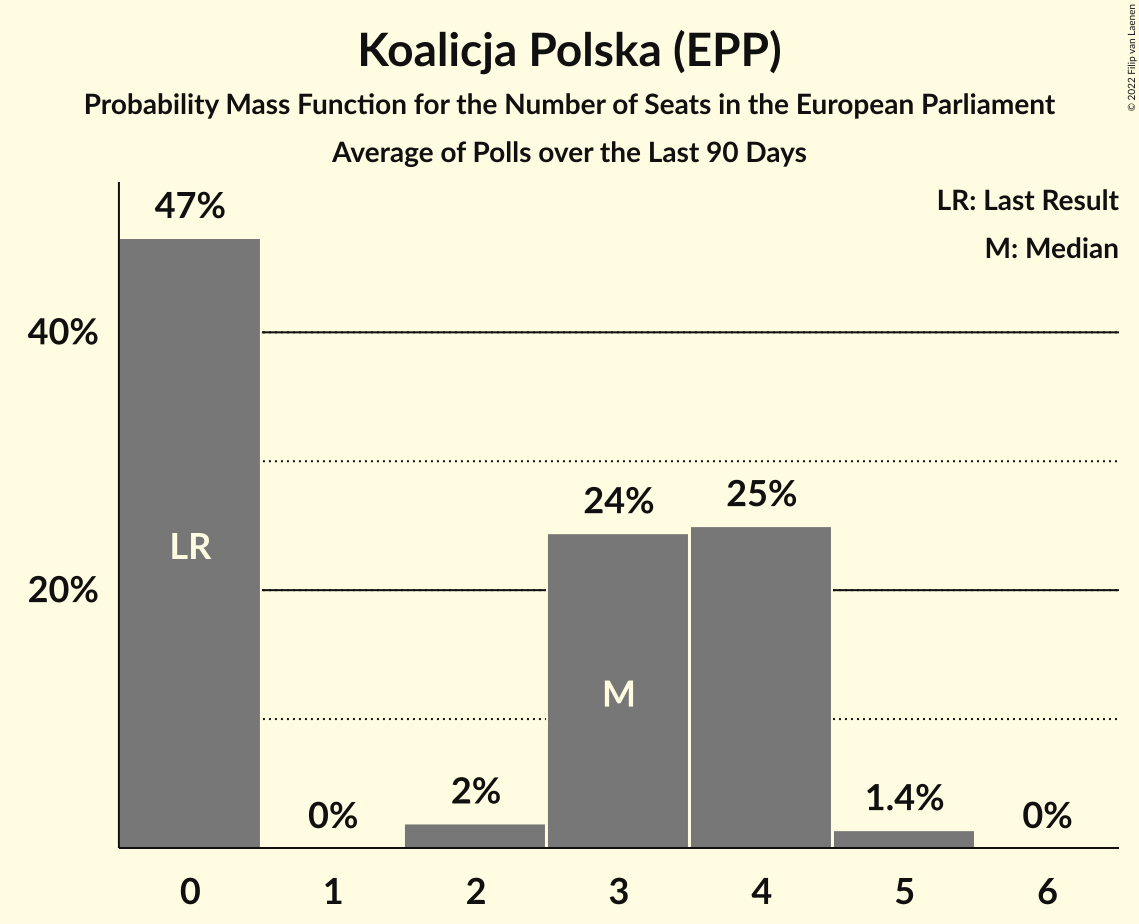 Koalicja Polska (EPP)
Probability Mass Function for the Number of Seats in the European Parliament
Average of Polls over the Last 90 Days
© 2022 Filip van Laenen
LR: Last Result
M: Median
47%
40%
24%
25%
LR
20%
M
2%
1.4%
0%
0%
0 1 2 3 4 5 6